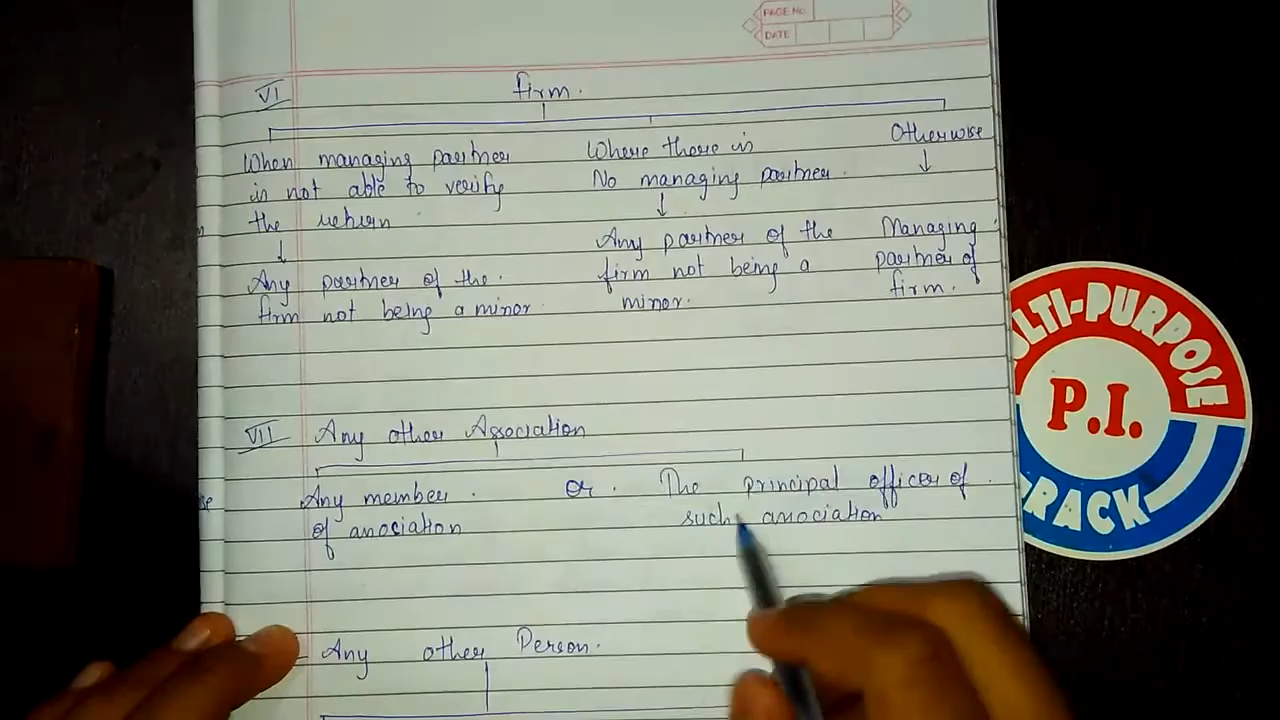 PAGE No.
DATE
VI
firm.
When managing partner
is not able to verify
the return
Any partner of the
firm not being a minor.
Where there is
No managing partner.
Any partner of the
firm not being a
minor.
Otherwise
Managing
partner of
firm.
VII Any other Association
Any member
of association
or.
The principal officer of
such association
Any other Person.
MULTI-PURPOSE
P.I.
RACK